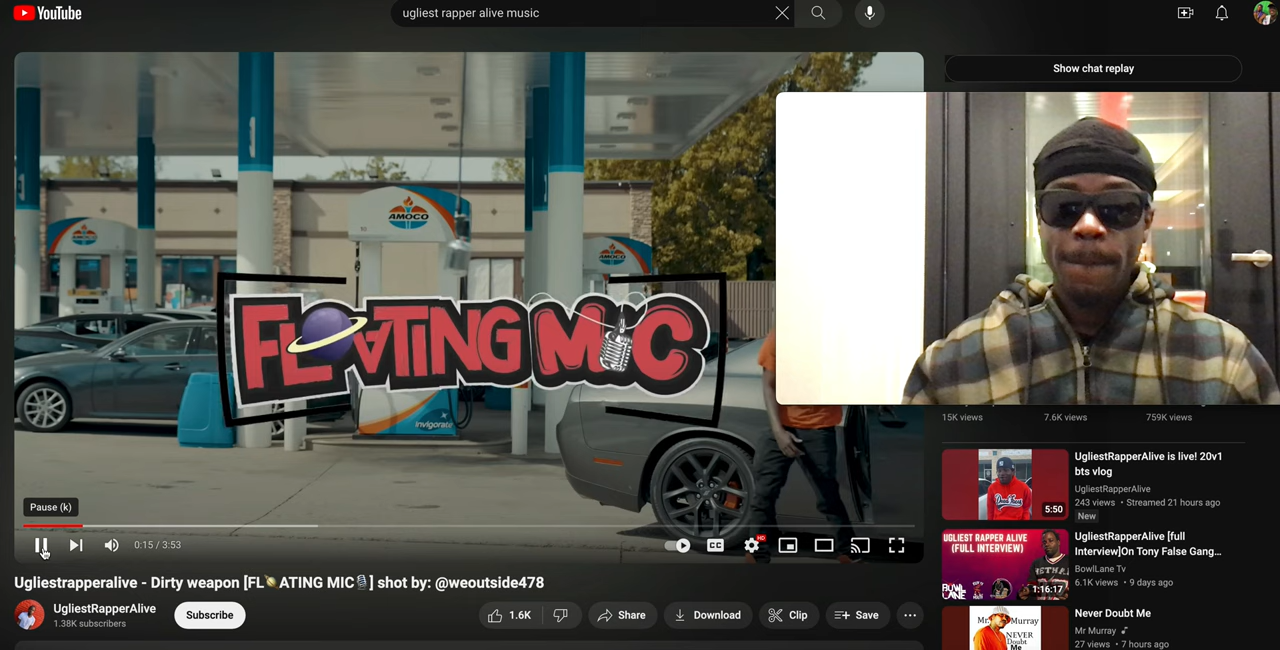 YouTube
ugliest rapper alive music
Show chat replay
AMOCO
AMOCO
FLOATING MIC
Invigorate
15K views
7.6K views
759K views
UgliestRapperAlive is live! 20v1
bts vlog
UgliestRapperAlive
243 views • Streamed 21 hours ago
New
5:50
Pause (k)
0:15 / 3:53
CC
HD
UGLIEST RAPPER ALIVE
(FULL INTERVIEW)
BOWLANE
1:16:17
UgliestRapperAlive [full
Interview]On Tony False Gang…
BowlLane Tv
6.1K views • 9 days ago
Ugliestrapperalive - Dirty weapon [FL🪐ATING MIC🎙️] shot by: @weoutside478
UgliestRapperAlive
1.38K subscribers
Subscribe
1.6K
Share
Download
Clip
Save
Mr. Murray
NEVER
Doubt
Me
Never Doubt Me
Mr Murray
27 views • 7 hours ago